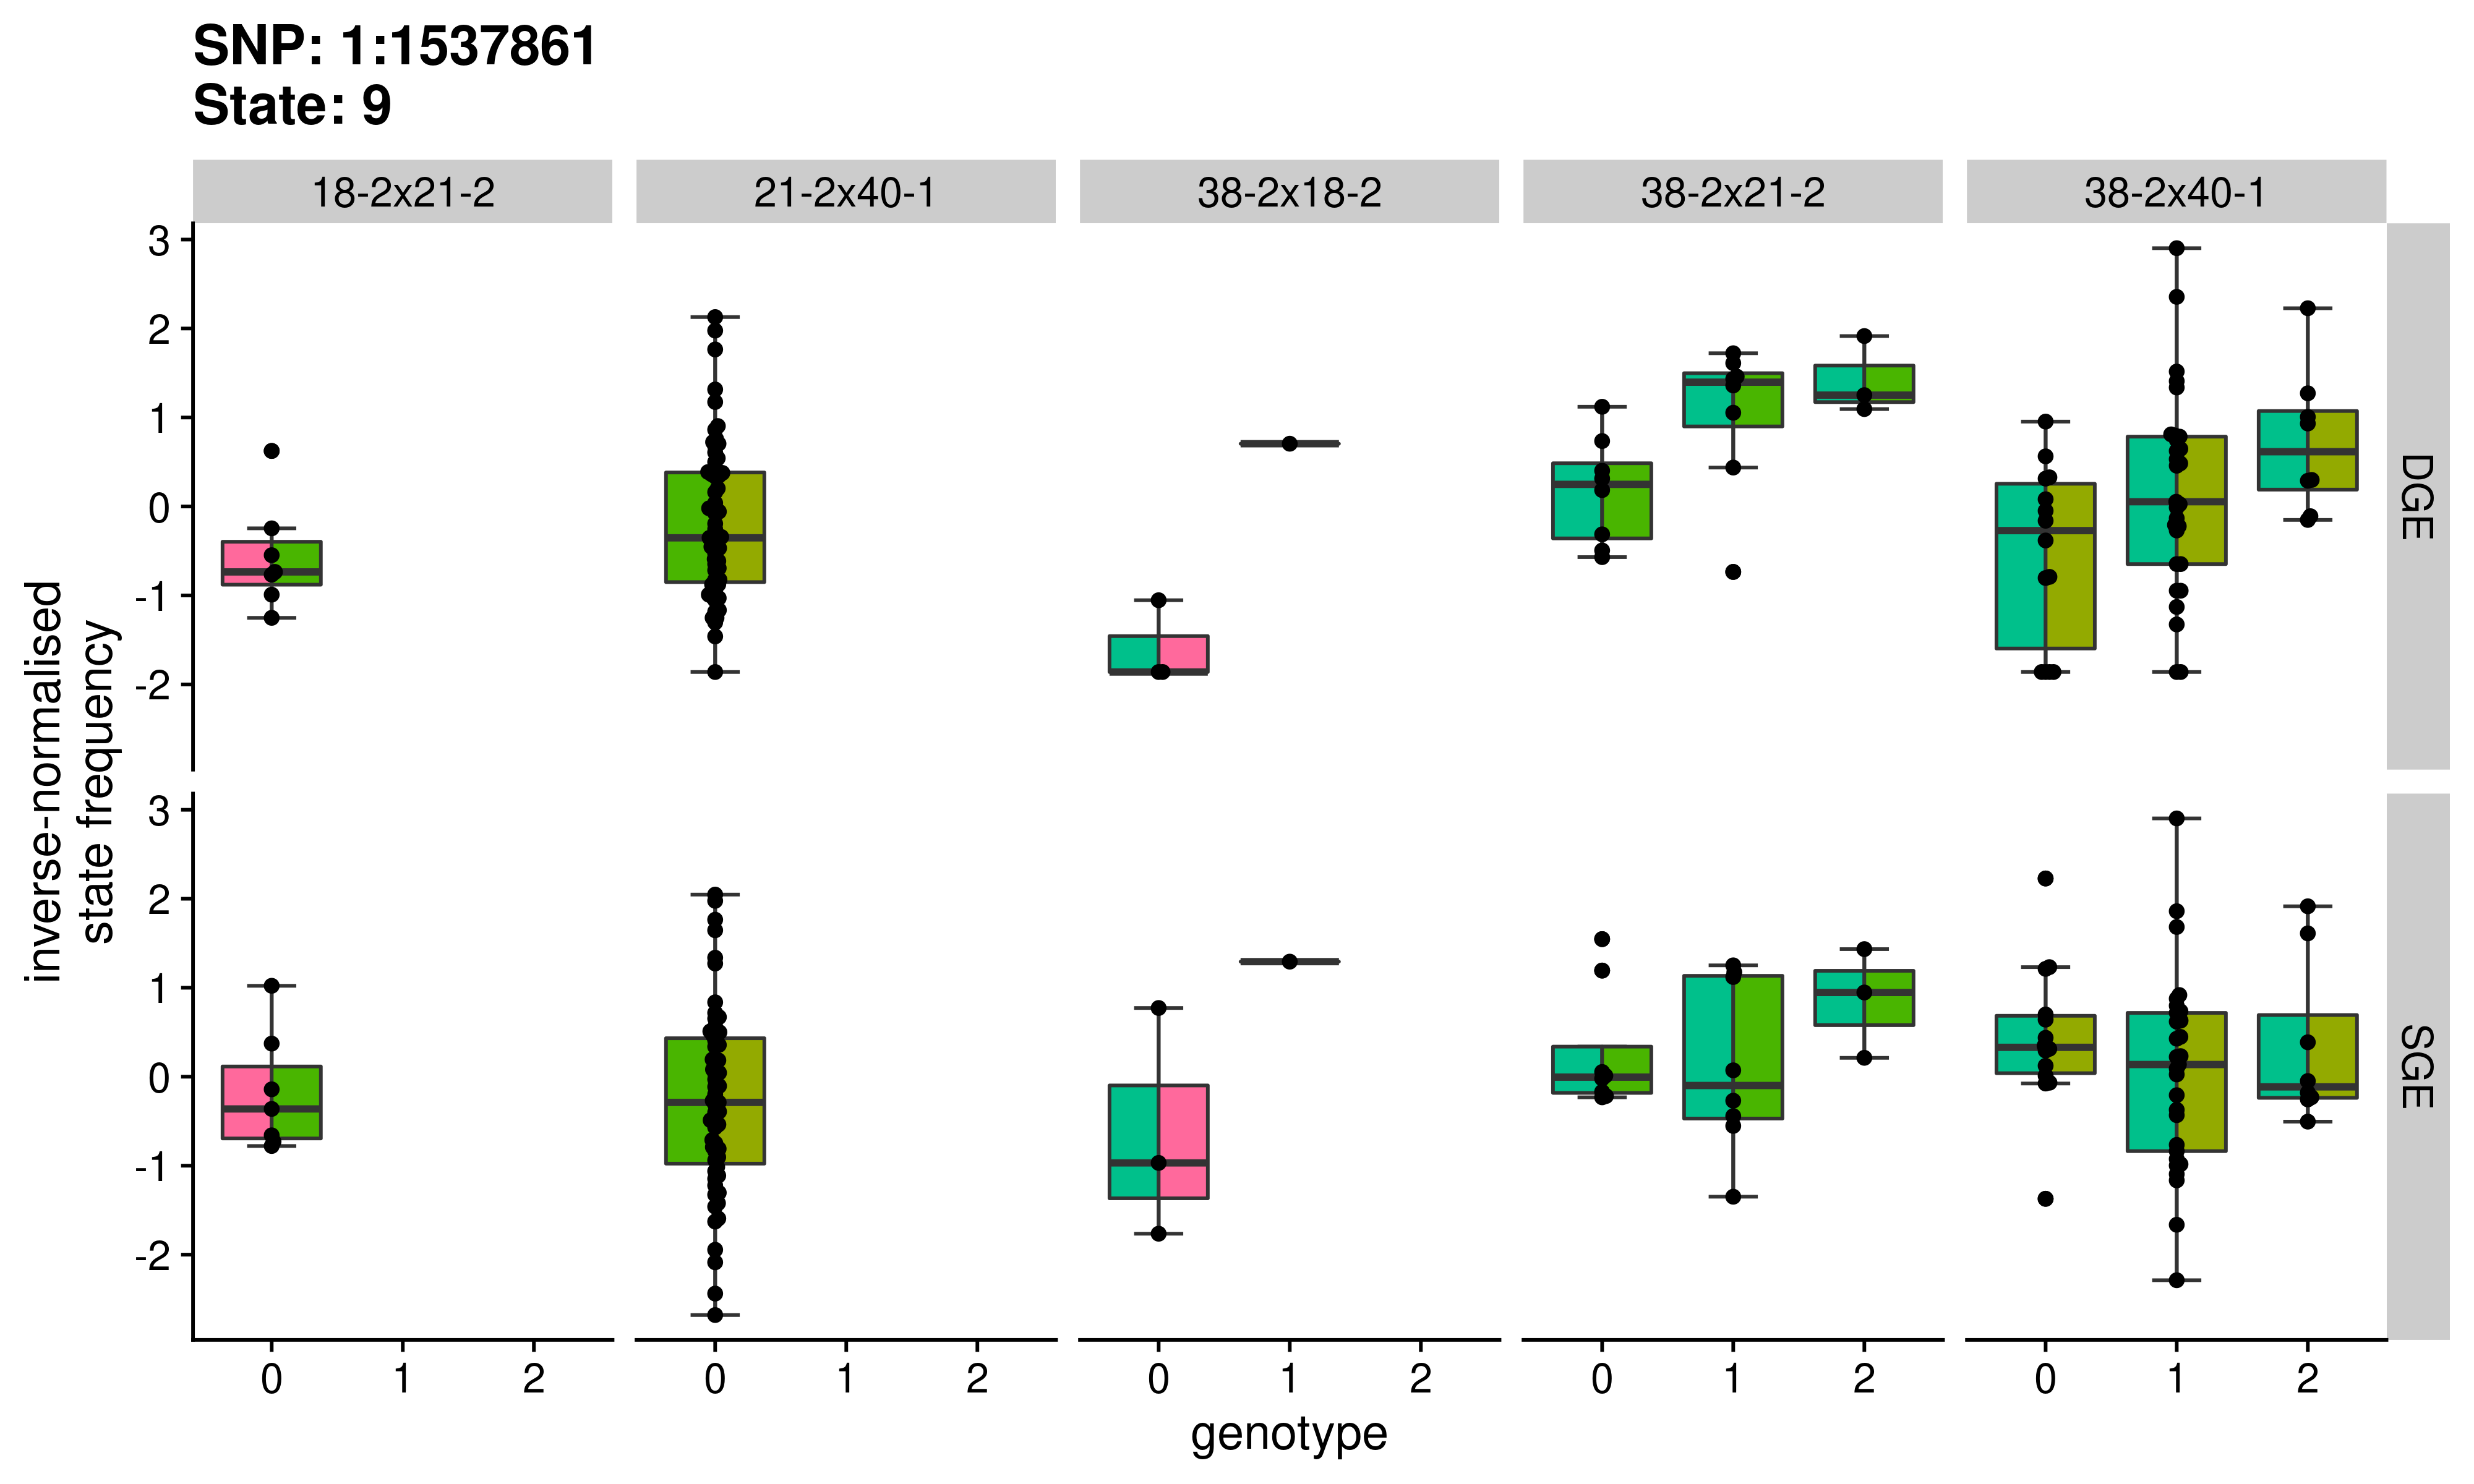 SNP: 1:1537861
State: 9
18-2x21-2
21-2x40-1
38-2x18-2
38-2x21-2
38-2x40-1
inverse-normalised
state frequency
3
2
1
0
-1
-2
DGE
3
2
1
0
-1
-2
SGE
0 1 2
0 1 2
0 1 2
0 1 2
0 1 2
genotype